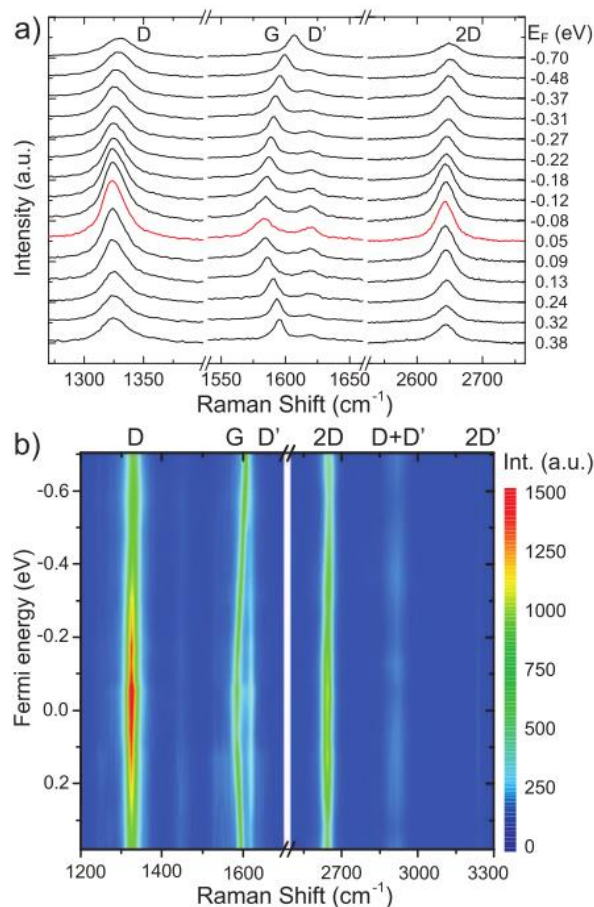 a)
D
G
D'
2D
E_F (eV)
-0.70
-0.48
-0.37
-0.31
-0.27
-0.22
-0.18
-0.12
-0.08
0.05
0.09
0.13
0.24
0.32
0.38
Intensity (a.u.)
1300 1350 1540 1600 1650 2600 2700
Raman Shift (cm⁻¹)
b)
D G D' 2D D+D' 2D' Int. (a.u.)
1500
1250
1000
750
500
250
0
Fermi energy (eV)
-0.6
-0.4
-0.2
0.0
0.2
1200 1400 1600 2700 3000 3300
Raman Shift (cm⁻¹)